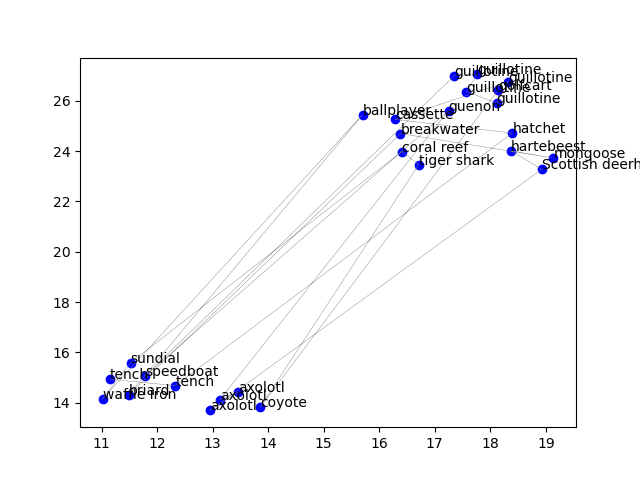 guillotine
guillotine
guillotine
golfcart
guillotine
guillotine
guenon
ballplayer
cassette
breakwater
hatchet
coral reef
hartebeest
tiger shark
mongoose
Scottish deerh
sundial
tench
speedboat
tench
waffle iron
briard
axolotl
axolotl
axolotl
coyote
26
24
22
20
18
16
14
11 12 13 14 15 16 17 18 19